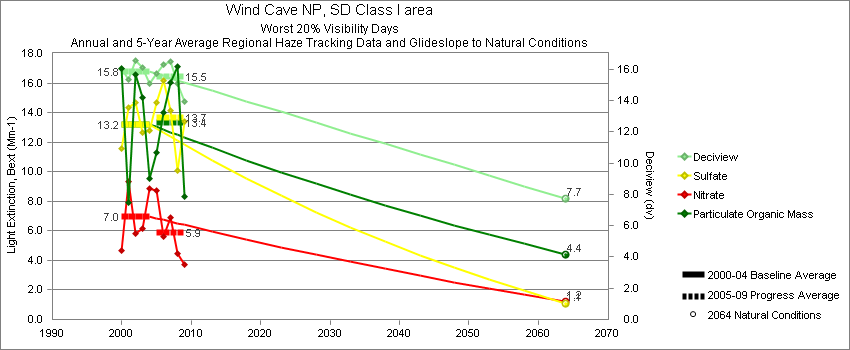 Wind Cave NP, SD Class I area
Worst 20% Visibility Days
Annual and 5-Year Average Regional Haze Tracking Data and Glideslope to Natural Conditions
Light Extinction, Bext (Mm-1)
18.0
16.0
14.0
12.0
10.0
8.0
6.0
4.0
2.0
0.0
15.8
15.5
13.2
13.7
13.4
7.0
5.9
7.7
4.4
1.2
1.1
16.0
14.0
12.0
10.0
8.0
6.0
4.0
2.0
0.0
Deciview (dv)
1990 2000 2010 2020 2030 2040 2050 2060 2070
Deciview
Sulfate
Nitrate
Particulate Organic Mass
2000-04 Baseline Average
2005-09 Progress Average
2064 Natural Conditions